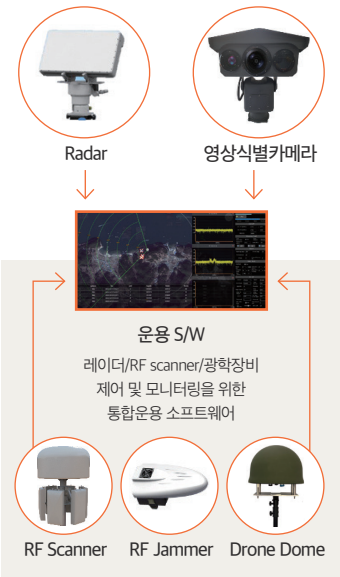 Radar
영상식별카메라
운용 S/W
레이더/RF scanner/광학장비
제어 및 모니터링을 위한
통합운용 소프트웨어
RF Scanner
RF Jammer
Drone Dome